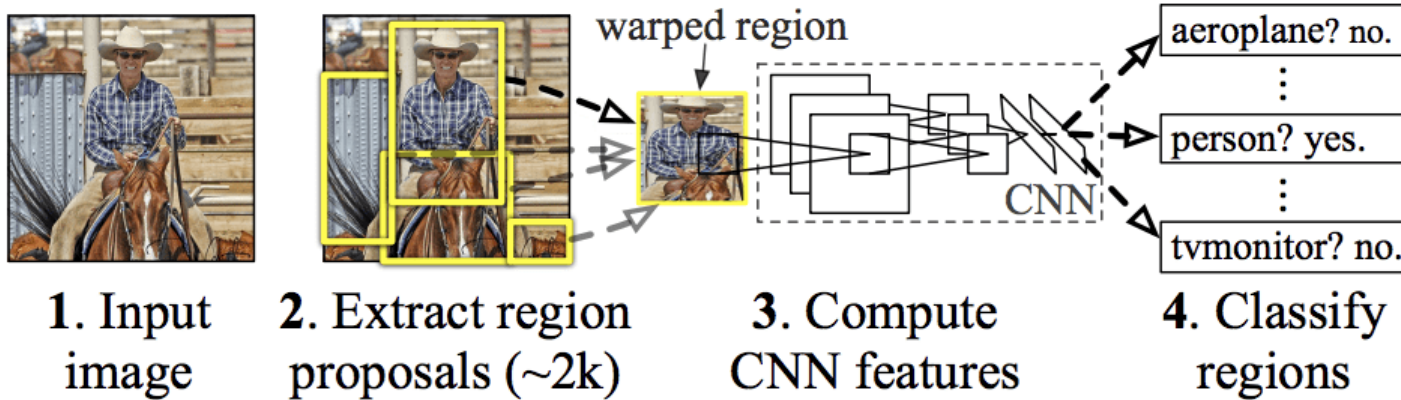 warped region
aeroplane? no.
person? yes.
CNN
tvmonitor? no.
1. Input
image
2. Extract region
proposals (~2k)
3. Compute
CNN features
4. Classify
regions